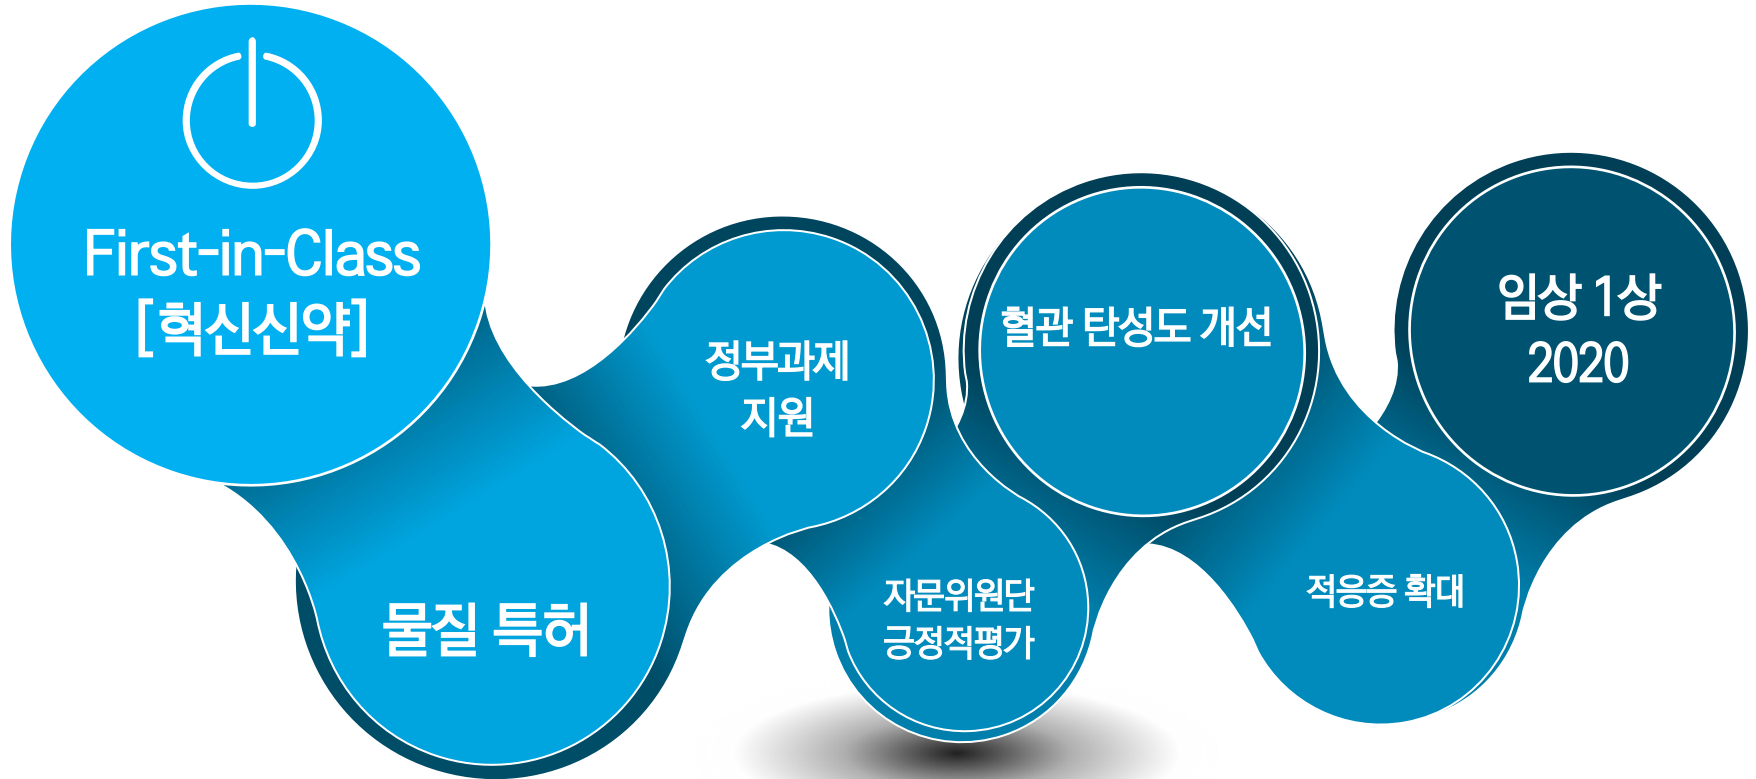 First-in-Class
[혁신신약]
물질 특허
정부과제
지원
자문위원단
긍정적평가
혈관 탄성도 개선
적응증 확대
임상 1상
2020